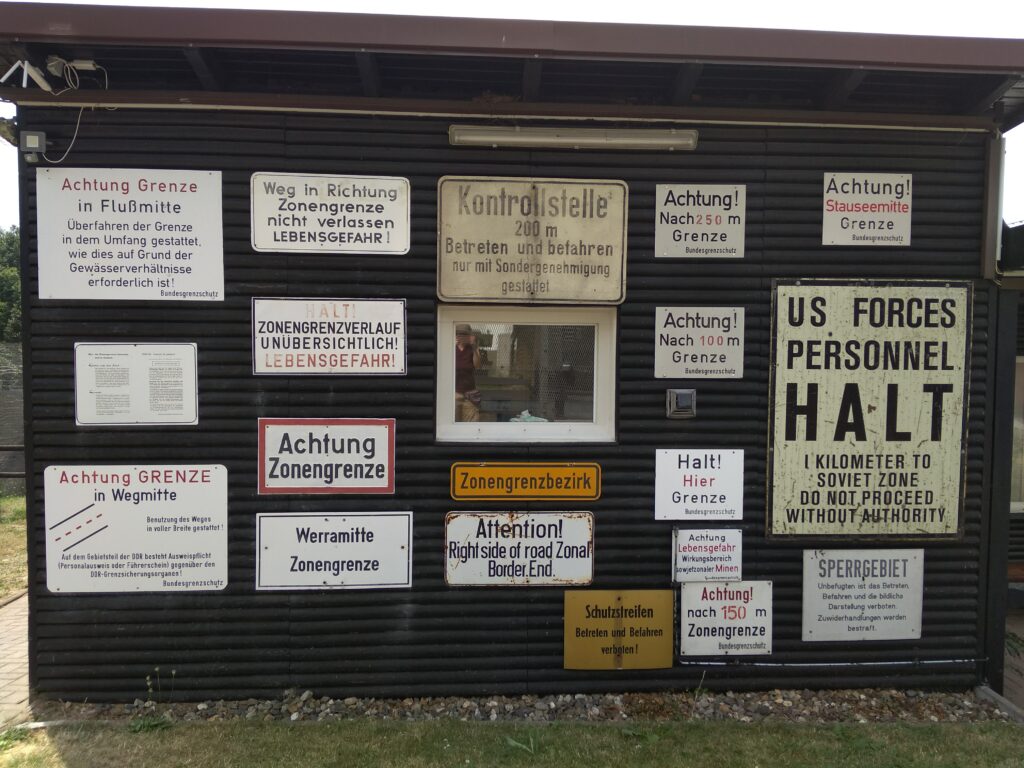 Achtung Grenze
in Flußmitte
Überfahren der Grenze
in dem Umfang gestattet,
wie dies auf Grund der
Gewässerverhältnisse
erforderlich ist!
Bundesgrenzschutz
Weg in Richtung
Zonengrenze
nicht verlassen
LEBENSGEFAHR!
Kontrollstelle
200 m
Betreten und befahren
nur mit Sondergenehmigung
gestattet
Achtung!
Nach 250 m
Grenze
Bundesgrenzschutz
Achtung!
Stauseemitte
Grenze
Bundesgrenzschutz
HALT!
ZONENGRENZVERLAUF
UNÜBERSICHTLICH!
LEBENSGEFAHR!
Achtung!
Nach 100 m
Grenze
Bundesgrenzschutz
US FORCES
PERSONNEL
HALT
1 KILOMETER TO
SOVIET ZONE
DO NOT PROCEED
WITHOUT AUTHORITY
Achtung
Zonengrenze
Zonengrenzbezirk
Halt!
Hier
Grenze
Bundesgrenzschutz
Achtung GRENZE
in Wegmitte
Benutzung des Weges
in voller Breite gestattet!
Auf dem Gebietsteil der DDR besteht Ausweispflicht
(Personalausweis oder Führerschein) gegenüber den
DDR-Grenzsicherungsorganen!
Bundesgrenzschutz
Werramitte
Zonengrenze
Attention!
Right side of road Zonal
Border.End.
Achtung
Lebensgefahr
Wirkungsbereich
sowjetzonaler Minen
Bundesgrenzschutz
SPERRGEBIET
Unbefugten ist das Betreten,
Befahren und die bildliche
Darstellung verboten.
Zuwiderhandlungen werden
bestraft.
Schutzstreifen
Betreten und Befahren
verboten!
Achtung!
nach 150 m
Zonengrenze
Bundesgrenzschutz